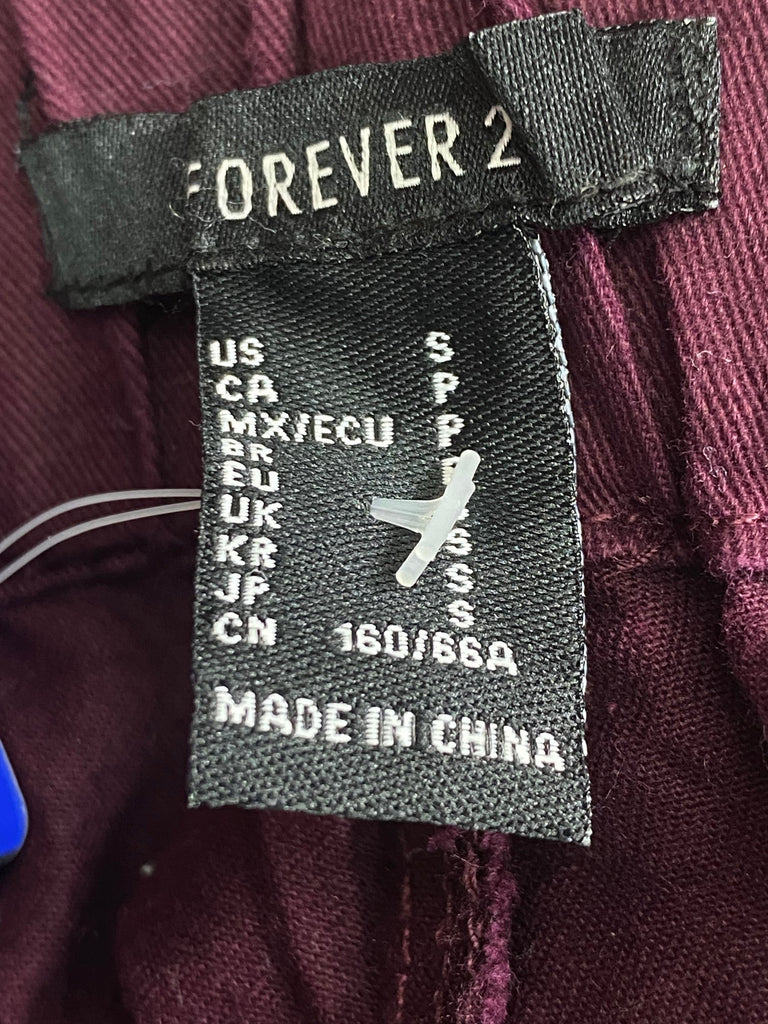 FOREVER 2
US S
CA P
MX/ECU P
BR P
EU
UK S
KR S
JP S
CN 160/66A
MADE IN CHINA